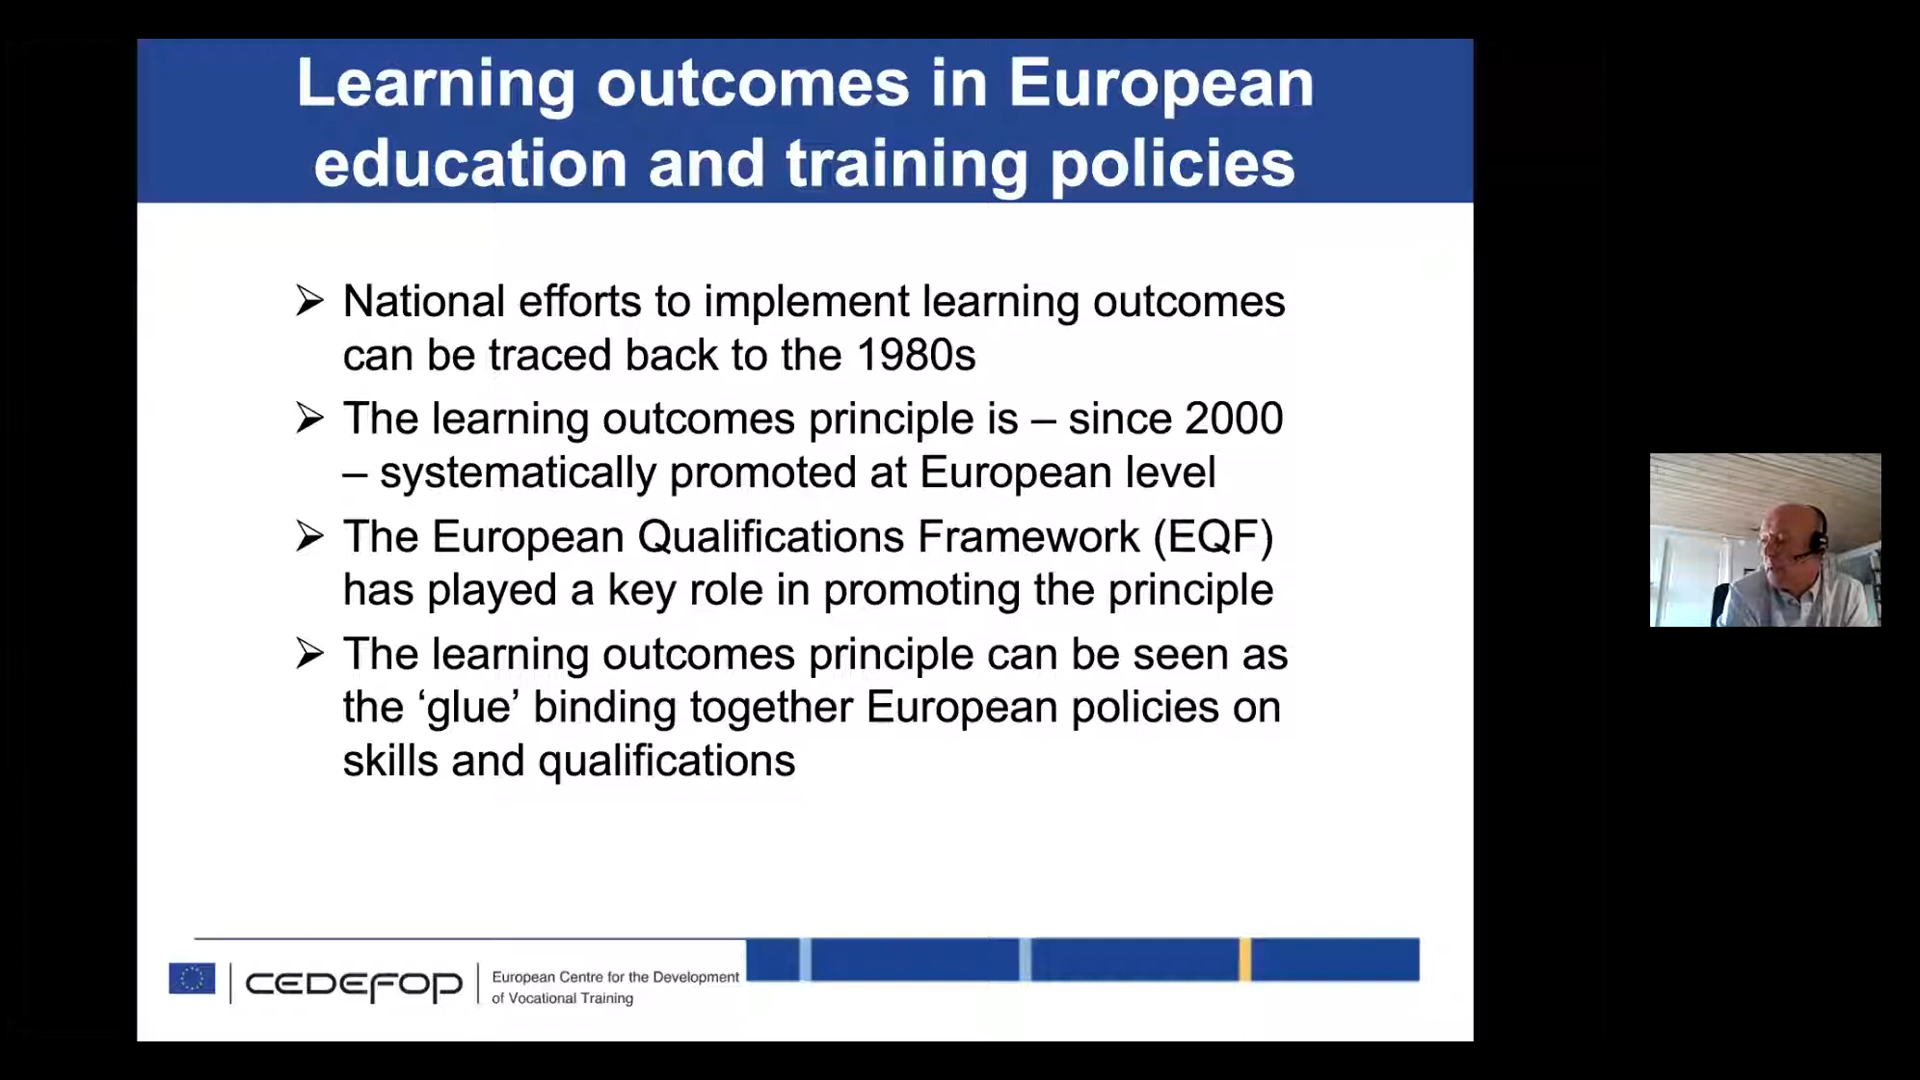 Learning outcomes in European
education and training policies
➢ National efforts to implement learning outcomes
can be traced back to the 1980s
➢ The learning outcomes principle is – since 2000
– systematically promoted at European level
➢ The European Qualifications Framework (EQF)
has played a key role in promoting the principle
➢ The learning outcomes principle can be seen as
the ‘glue’ binding together European policies on
skills and qualifications
CEDEFOP
European Centre for the Development
of Vocational Training